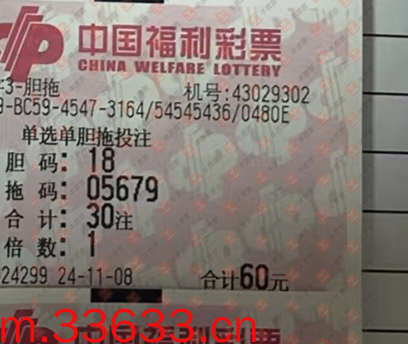 中国福利彩票
CHINA WELFARE LOTTERY
3-胆拖 机号:43029302
9-BC59-4547-3164/54545436/0480E
单选单胆拖投注
胆 码: 18
拖 码: 05679
合 计: 30注
倍 数: 1
24299 24-11-08 合计60元
m.33633.cn